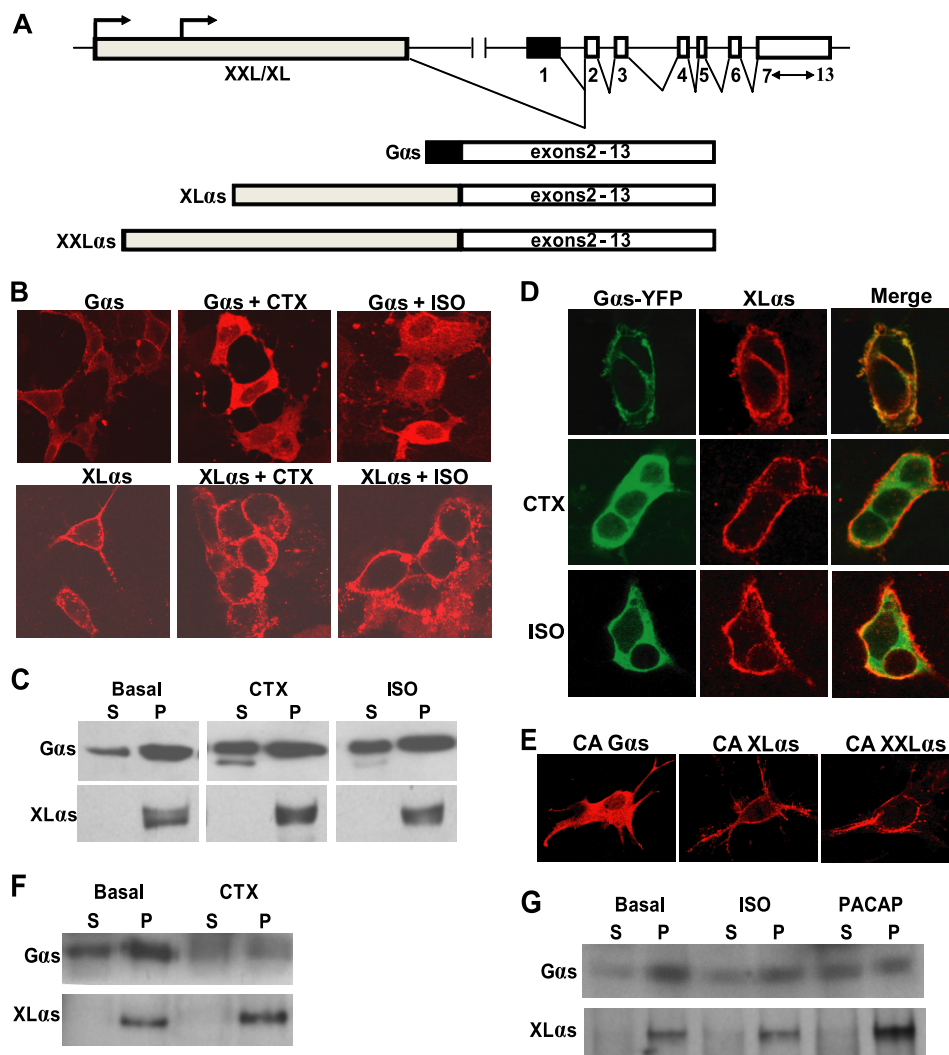 A
XXL/XL
1 2 3 4 5 6 7 13
Gαs exons2-13
XLαs exons2-13
XXLαs exons2-13
B
Gαs Gαs + CTX Gαs + ISO
XLαs XLαs + CTX XLαs + ISO
C
Basal CTX ISO
S P S P S P
Gαs
XLαs
D
Gαs-YFP XLαs Merge
CTX
ISO
E
CA Gαs CA XLαs CA XXLαs
F
Basal CTX
S P S P
Gαs
XLαs
G
Basal ISO PACAP
S P S P S P
Gαs
XLαs